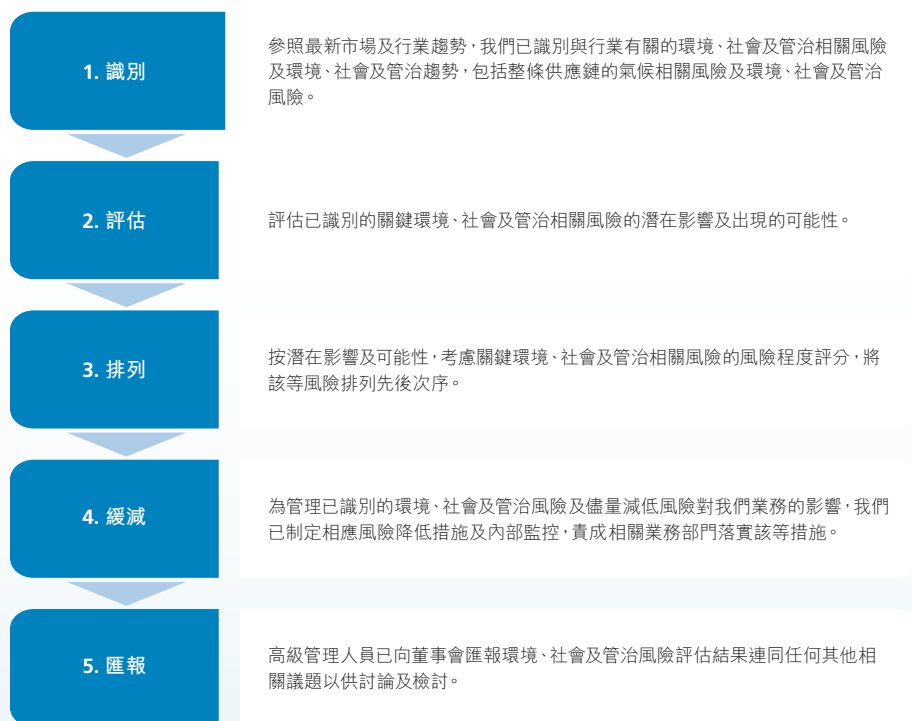 1. 識別
參照最新市場及行業趨勢，我們已識別與行業有關的環境、社會及管治相關風險
及環境、社會及管治趨勢，包括整條供應鏈的氣候相關風險及環境、社會及管治
風險。
2. 評估
評估已識別的關鍵環境、社會及管治相關風險的潛在影響及出現的可能性。
3. 排列
按潛在影響及可能性，考慮關鍵環境、社會及管治相關風險的風險程度評分，將
該等風險排列先後次序。
4. 緩減
為管理已識別的環境、社會及管治風險及儘量減低風險對我們業務的影響，我們
已制定相應風險降低措施及內部監控，責成相關業務部門落實該等措施。
5. 匯報
高級管理人員已向董事會匯報環境、社會及管治風險評估結果連同任何其他相
關議題以供討論及檢討。